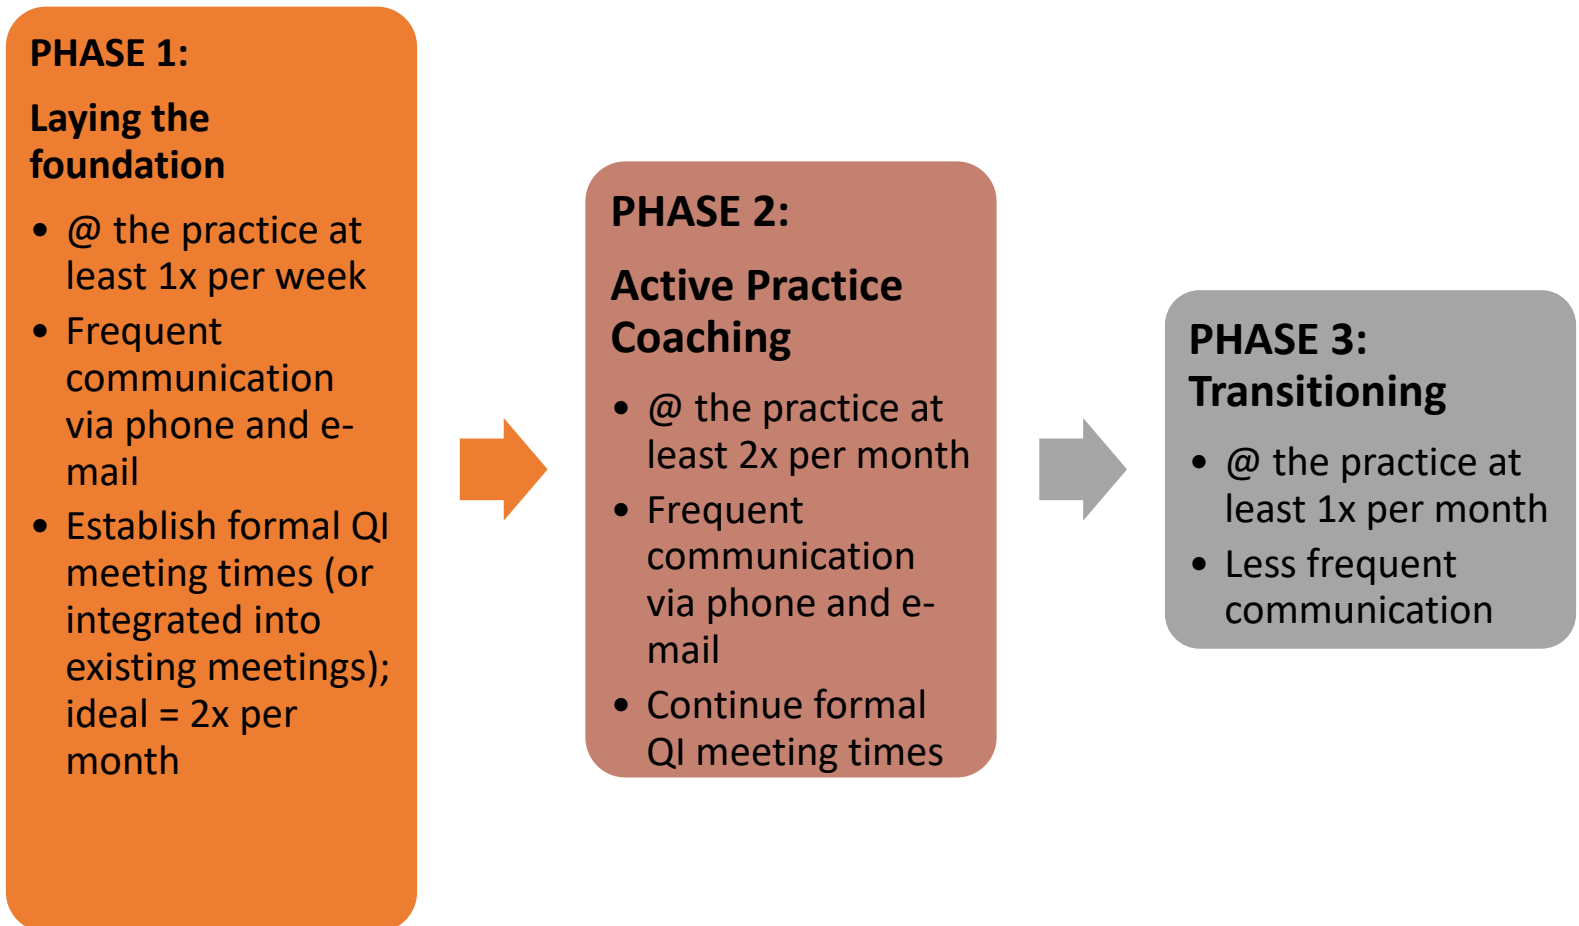 PHASE 1:
Laying the
foundation
• @ the practice at
least 1x per week
• Frequent
communication
via phone and e-
mail
• Establish formal QI
meeting times (or
integrated into
existing meetings);
ideal = 2x per
month
PHASE 2:
Active Practice
Coaching
• @ the practice at
least 2x per month
• Frequent
communication
via phone and e-
mail
• Continue formal
QI meeting times
PHASE 3:
Transitioning
• @ the practice at
least 1x per month
• Less frequent
communication